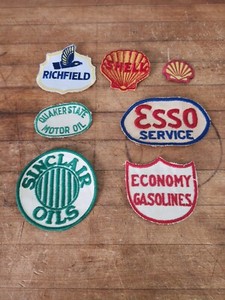 RICHFIELD
SHELL
QUAKER STATE
MOTOR OIL
ESSO
SERVICE
SINCLAIR
OILS
ECONOMY
GASOLINES